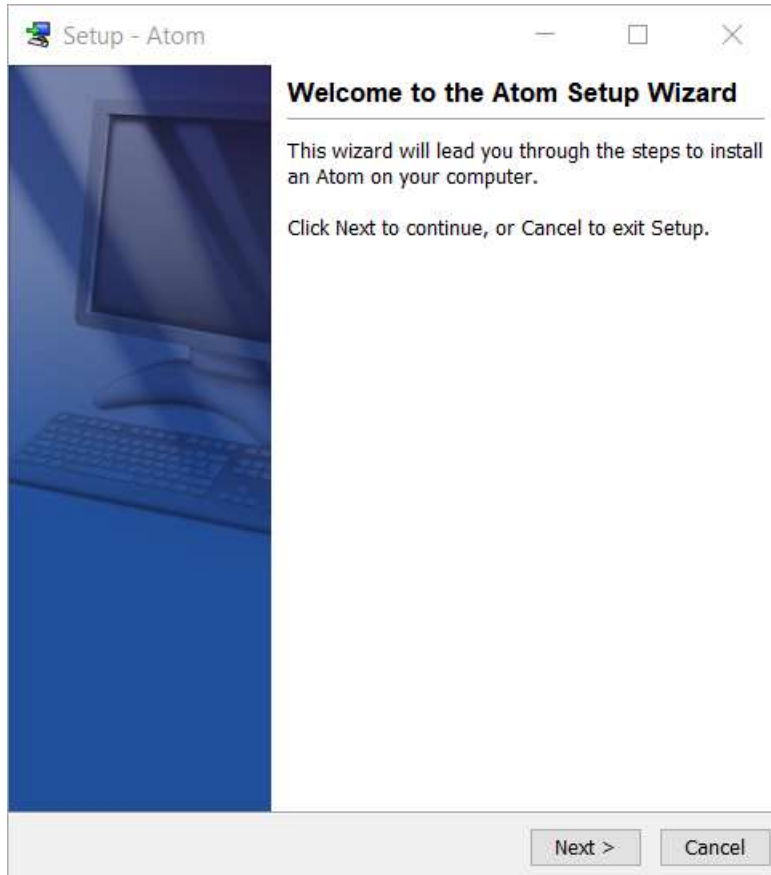 Setup - Atom
Welcome to the Atom Setup Wizard
This wizard will lead you through the steps to install
an Atom on your computer.
Click Next to continue, or Cancel to exit Setup.
Next >
Cancel